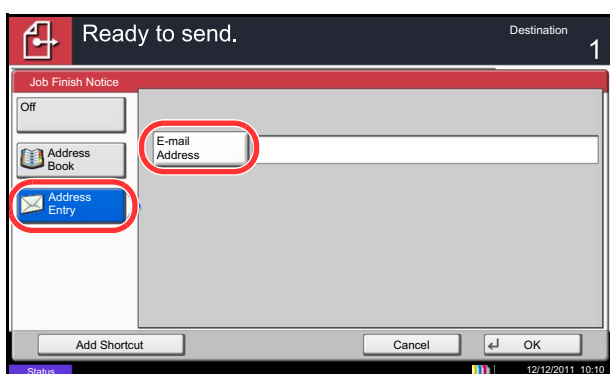 Ready to send.
Destination
1
Job Finish Notice
Off
Address
Book
Address
Entry
E-mail
Address
Add Shortcut
Cancel
OK
Status
12/12/2011 10:10